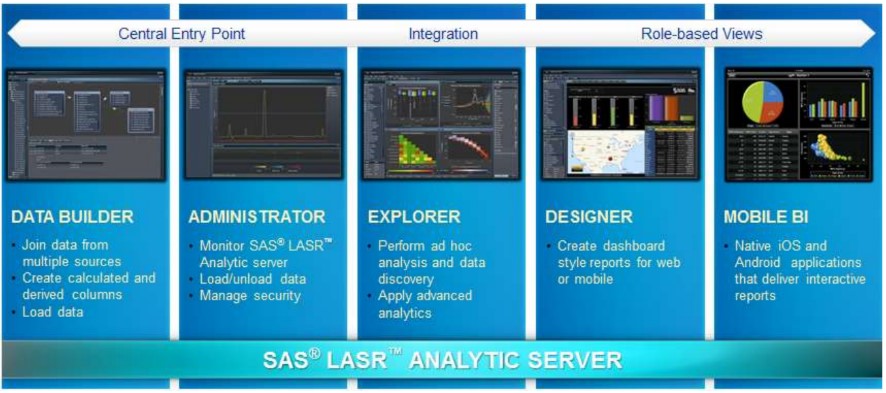 Central Entry Point
Integration
Role-based Views
DATA BUILDER
• Join data from
multiple sources
• Create calculated and
derived columns
• Load data
ADMINISTRATOR
• Monitor SAS® LASR™
Analytic server
• Load/unload data
• Manage security
EXPLORER
• Perform ad hoc
analysis and data
discovery
• Apply advanced
analytics
DESIGNER
• Create dashboard
style reports for web
or mobile
MOBILE BI
• Native iOS and
Android applications
that deliver interactive
reports
SAS® LASR™ ANALYTIC SERVER